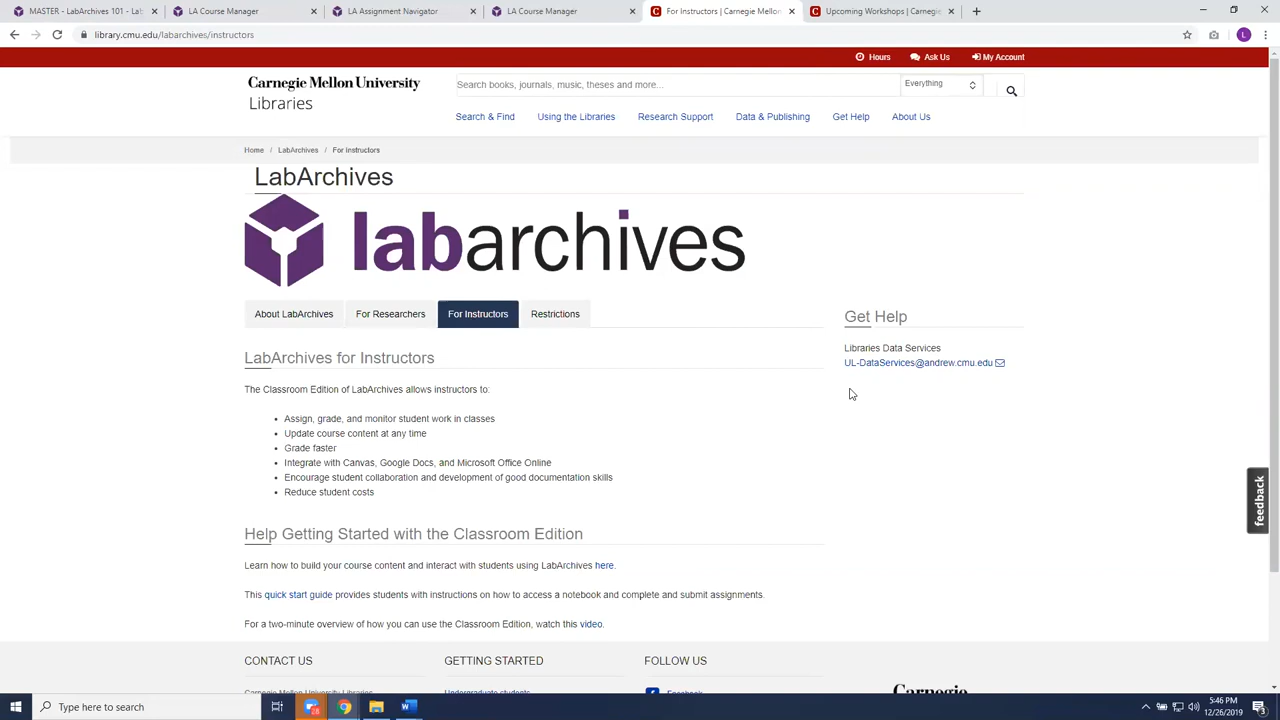 MASTER - LabArchives 101 - Lab
LA Course Manager
LA Assignment Navigator
LA Course Manager
For Instructors | Carnegie Mellon
Upcoming Workshops | Carnegie
library.cmu.edu/labarchives/instructors
L
Hours
Ask Us
My Account
Carnegie Mellon University
Libraries
Search books, journals, music, theses and more...
Everything
Search & Find
Using the Libraries
Research Support
Data & Publishing
Get Help
About Us
Home / LabArchives / For Instructors
LabArchives
labarchives
About LabArchives
For Researchers
For Instructors
Restrictions
Get Help
Libraries Data Services
UL-DataServices@andrew.cmu.edu
LabArchives for Instructors
The Classroom Edition of LabArchives allows instructors to:
Assign, grade, and monitor student work in classes
Update course content at any time
Grade faster
Integrate with Canvas, Google Docs, and Microsoft Office Online
Encourage student collaboration and development of good documentation skills
Reduce student costs
feedback
Help Getting Started with the Classroom Edition
Learn how to build your course content and interact with students using LabArchives here.
This quick start guide provides students with instructions on how to access a notebook and complete and submit assignments.
For a two-minute overview of how you can use the Classroom Edition, watch this video.
CONTACT US
GETTING STARTED
FOLLOW US
Carnegie Mellon University Libraries
Undergraduate students
Facebook
Carnegie
Type here to search
5:46 PM
12/26/2019
3